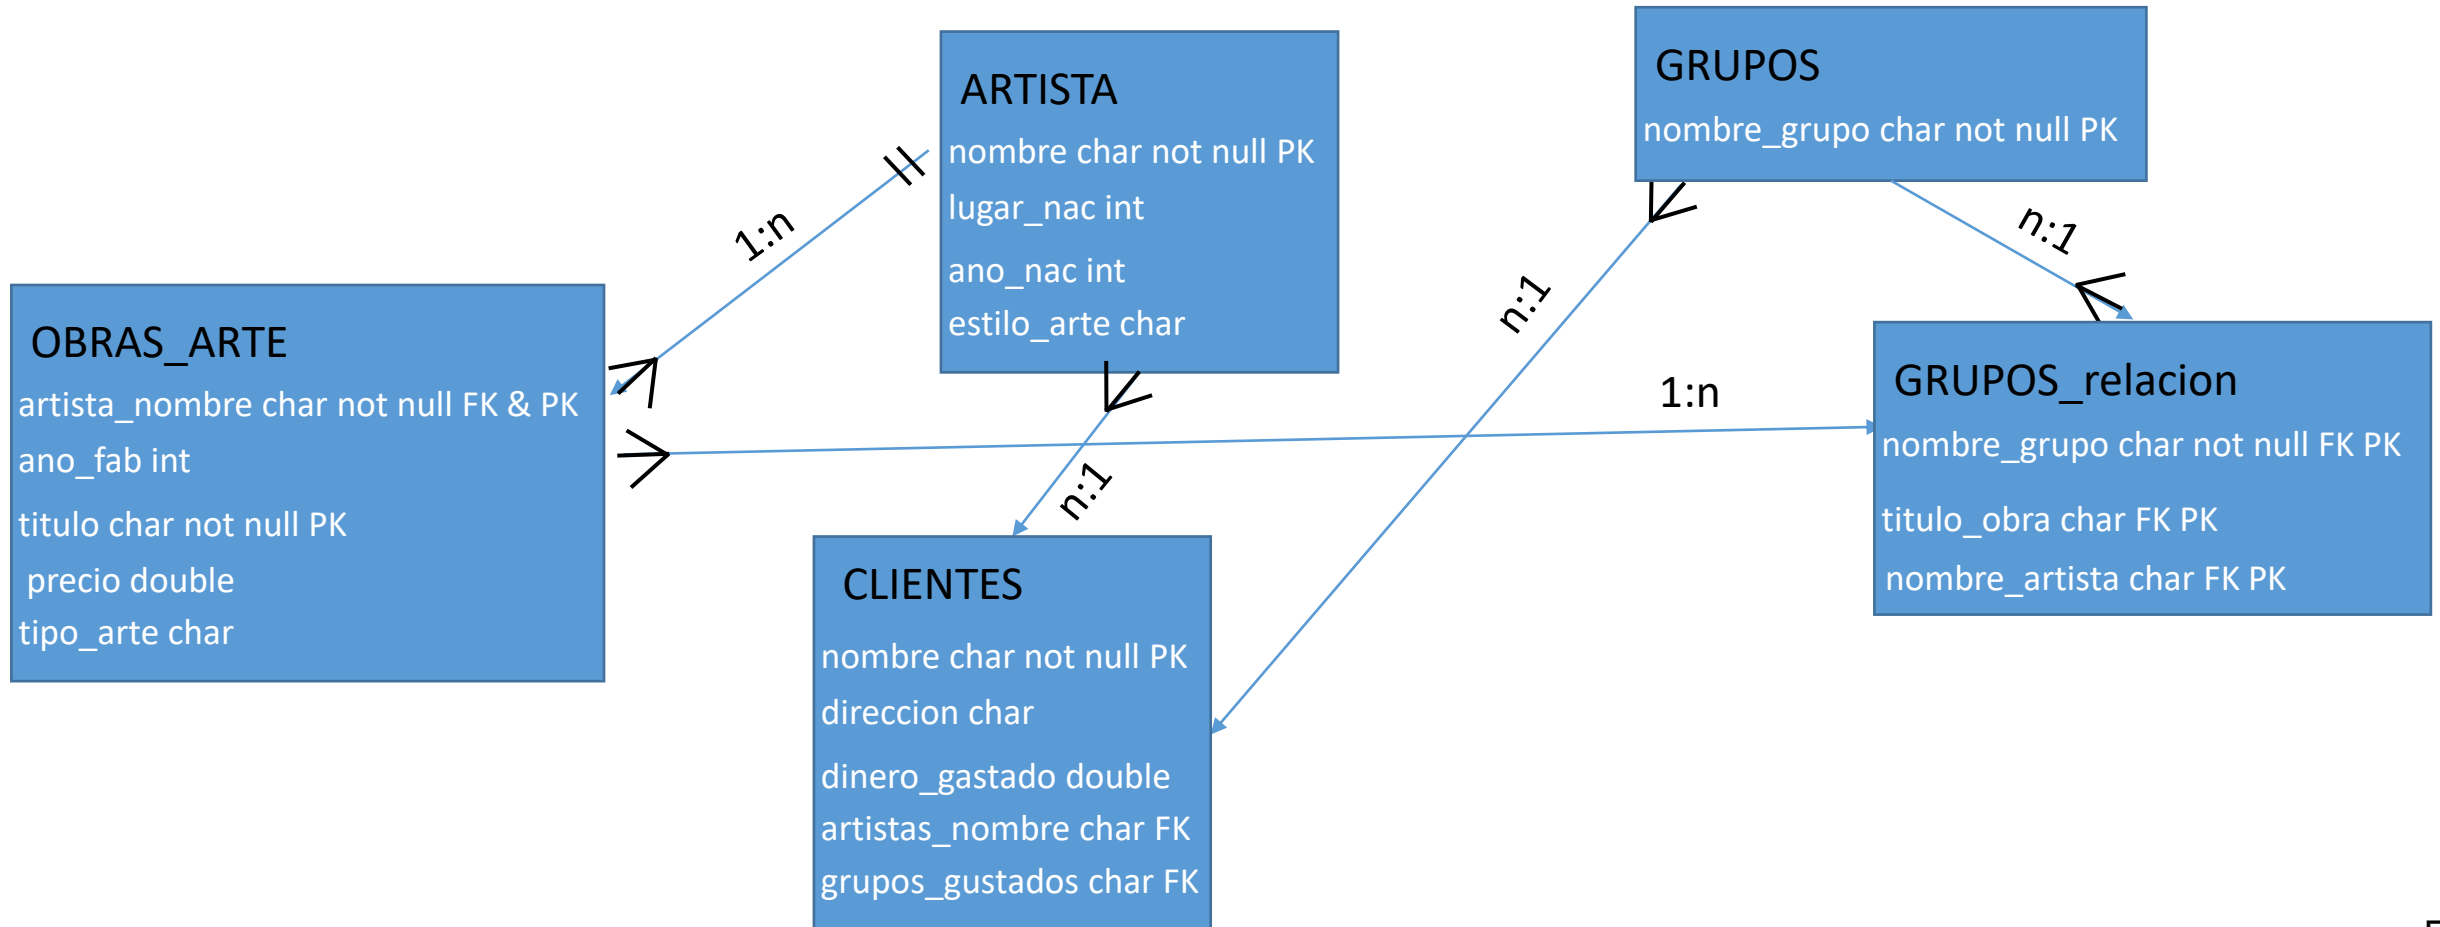 ARTISTA
nombre char not null PK
lugar_nac int
ano_nac int
estilo_arte char
GRUPOS
nombre_grupo char not null PK
1:n
n:1
n:1
1:n
n:1
OBRAS_ARTE
artista_nombre char not null FK & PK
ano_fab int
titulo char not null PK
precio double
tipo_arte char
GRUPOS_relacion
nombre_grupo char not null FK PK
titulo_obra char FK PK
nombre_artista char FK PK
CLIENTES
nombre char not null PK
direccion char
dinero_gastado double
artistas_nombre char FK
grupos_gustados char FK